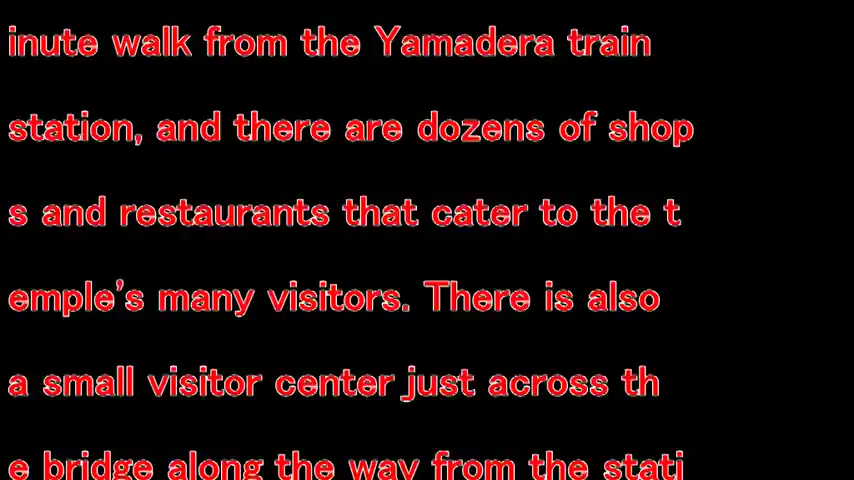 inute walk from the Yamadera train
station, and there are dozens of shop
s and restaurants that cater to the t
emple’s many visitors. There is also
a small visitor center just across th
e bridge along the way from the stati